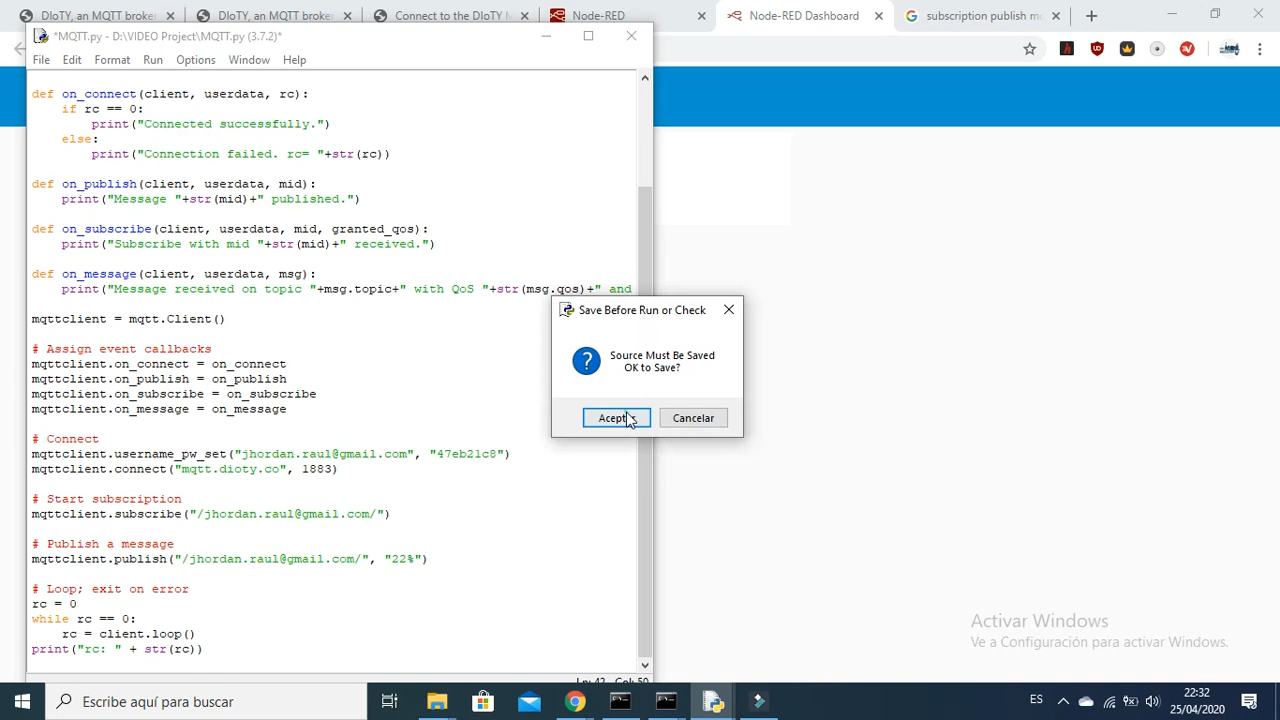 DIoTY, an MQTT broke
DIoTY, an MQTT broke
Connect to the DIoTY M
Node-RED
Node-RED Dashboard
subscription publish mo
*MQTT.py - D:\VIDEO Project\MQTT.py (3.7.2)*
File Edit Format Run Options Window Help
def on_connect(client, userdata, rc):
if rc == 0:
print("Connected successfully.")
else:
print("Connection failed. rc= "+str(rc))
def on_publish(client, userdata, mid):
print("Message "+str(mid)+" published.")
def on_subscribe(client, userdata, mid, granted_qos):
print("Subscribe with mid "+str(mid)+" received.")
def on_message(client, userdata, msg):
print("Message received on topic "+msg.topic+" with QoS "+str(msg.qos)+" and
mqttclient = mqtt.Client()
# Assign event callbacks
mqttclient.on_connect = on_connect
mqttclient.on_publish = on_publish
mqttclient.on_subscribe = on_subscribe
mqttclient.on_message = on_message
# Connect
mqttclient.username_pw_set("jhordan.raul@gmail.com", "47eb21c8")
mqttclient.connect("mqtt.dioty.co", 1883)
# Start subscription
mqttclient.subscribe("/jhordan.raul@gmail.com/")
# Publish a message
mqttclient.publish("/jhordan.raul@gmail.com/", "22%")
# Loop; exit on error
rc = 0
while rc == 0:
rc = client.loop()
print("rc: " + str(rc))
Save Before Run or Check
Source Must Be Saved
OK to Save?
Aceptar Cancelar
Ln: 42 Col: 50
Activar Windows
Ve a Configuración para activar Windows.
Escribe aquí para buscar
ES
22:32
25/04/2020